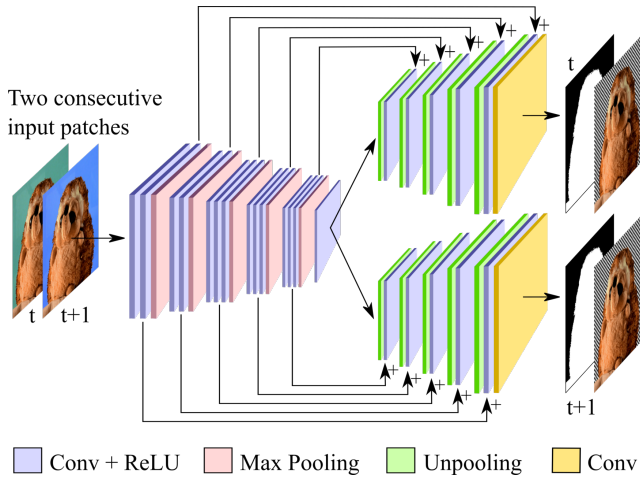 Two consecutive
input patches
t
t+1
+ + + + +
t
+ + + + +
t+1
Conv + ReLU
Max Pooling
Unpooling
Conv